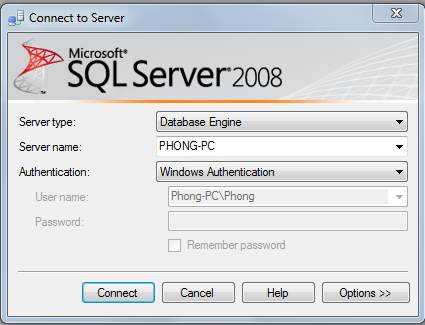 Connect to Server
Microsoft®
SQL Server® 2008
Server type: Database Engine
Server name: PHONG-PC
Authentication: Windows Authentication
User name: Phong-PC\Phong
Password:
Remember password
Connect Cancel Help Options >>